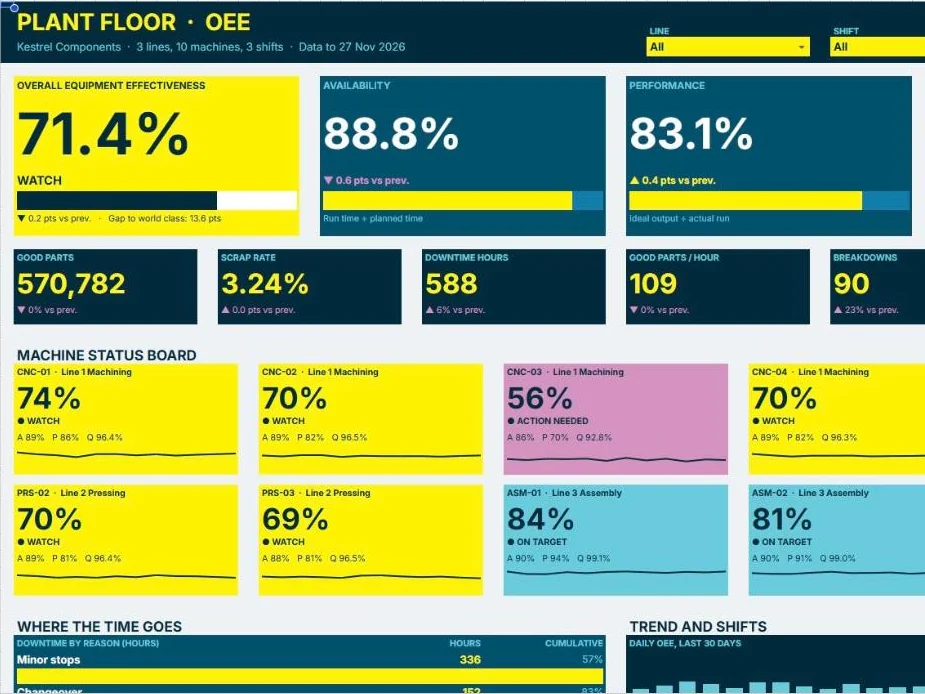 PLANT FLOOR · OEE
Kestrel Components · 3 lines, 10 machines, 3 shifts · Data to 27 Nov 2026
LINE
All
SHIFT
All
OVERALL EQUIPMENT EFFECTIVENESS
71.4%
WATCH
▼ 0.2 pts vs prev. · Gap to world class: 13.6 pts
AVAILABILITY
88.8%
▼ 0.6 pts vs prev.
Run time ÷ planned time
PERFORMANCE
83.1%
▲ 0.4 pts vs prev.
Ideal output ÷ actual run
GOOD PARTS
570,782
▼ 0% vs prev.
SCRAP RATE
3.24%
▲ 0.0 pts vs prev.
DOWNTIME HOURS
588
▲ 6% vs prev.
GOOD PARTS / HOUR
109
▼ 0% vs prev.
BREAKDOWNS
90
▲ 23% vs prev.
MACHINE STATUS BOARD
CNC-01 · Line 1 Machining
74%
● WATCH
A 89% P 86% Q 96.4%
CNC-02 · Line 1 Machining
70%
● WATCH
A 89% P 82% Q 96.5%
CNC-03 · Line 1 Machining
56%
● ACTION NEEDED
A 86% P 70% Q 92.8%
CNC-04 · Line 1 Machining
70%
● WATCH
A 89% P 82% Q 96.3%
PRS-02 · Line 2 Pressing
70%
● WATCH
A 89% P 81% Q 96.4%
PRS-03 · Line 2 Pressing
69%
● WATCH
A 88% P 81% Q 96.5%
ASM-01 · Line 3 Assembly
84%
● ON TARGET
A 90% P 94% Q 99.1%
ASM-02 · Line 3 Assembly
81%
● ON TARGET
A 90% P 91% Q 99.0%
WHERE THE TIME GOES
DOWNTIME BY REASON (HOURS) HOURS CUMULATIVE
Minor stops 336 57%
Changeover 152 83%
TREND AND SHIFTS
DAILY OEE, LAST 30 DAYS